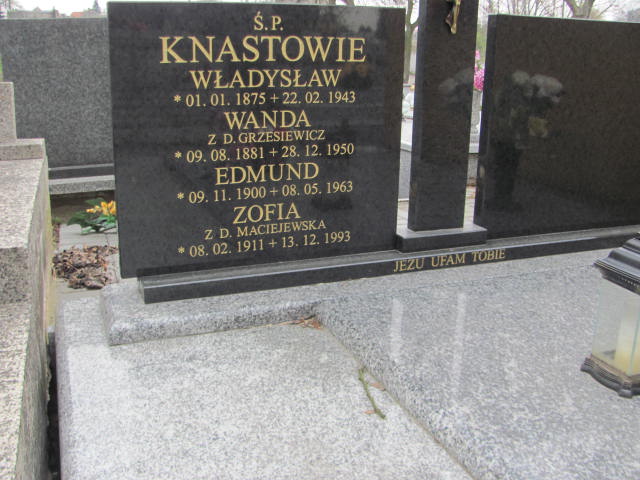 Ś.P.
KNASTOWIE
WŁADYSŁAW
* 01. 01. 1875 + 22. 02. 1943
WANDA
Z D. GRZESIEWICZ
* 09. 08. 1881 + 28. 12. 1950
EDMUND
* 09. 11. 1900 + 08. 05. 1963
ZOFIA
Z D. MACIEJEWSKA
* 08. 02. 1911 + 13. 12. 1993
JEZU UFAM TOBIE